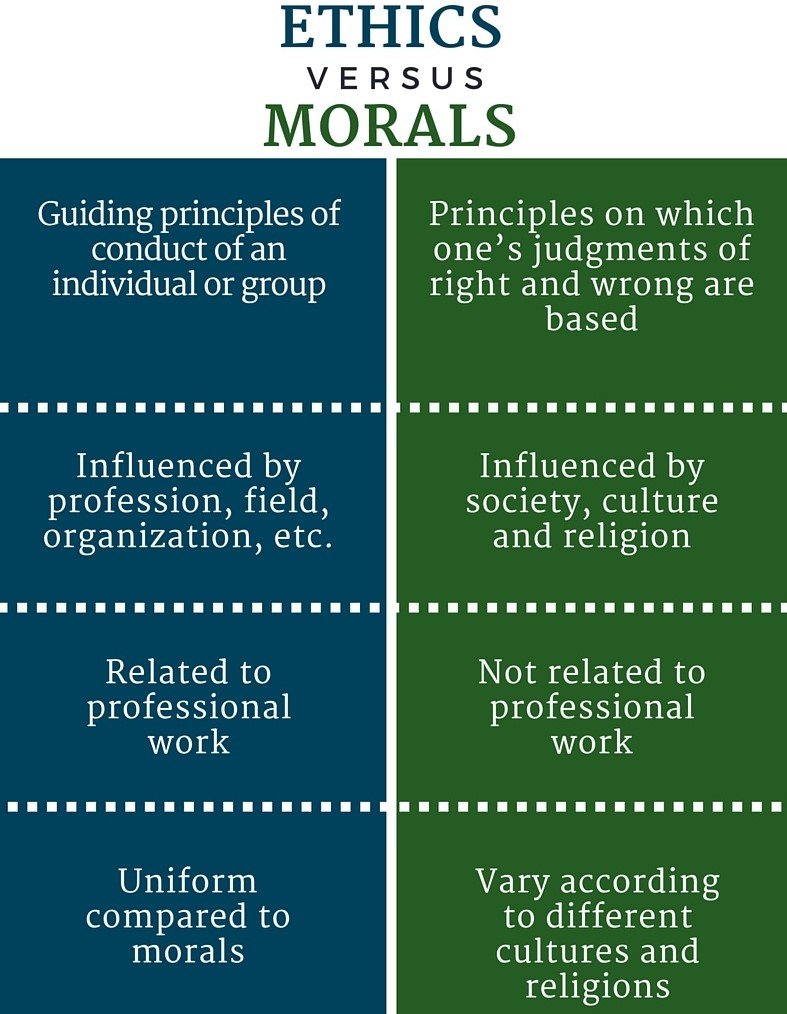 ETHICS
VERSUS
MORALS
Guiding principles of
conduct of an
individual or group
Principles on which
one’s judgments of
right and wrong are
based
Influenced by
profession, field,
organization, etc.
Influenced by
society, culture
and religion
Related to
professional
work
Not related to
professional
work
Uniform
compared to
morals
Vary according
to different
cultures and
religions